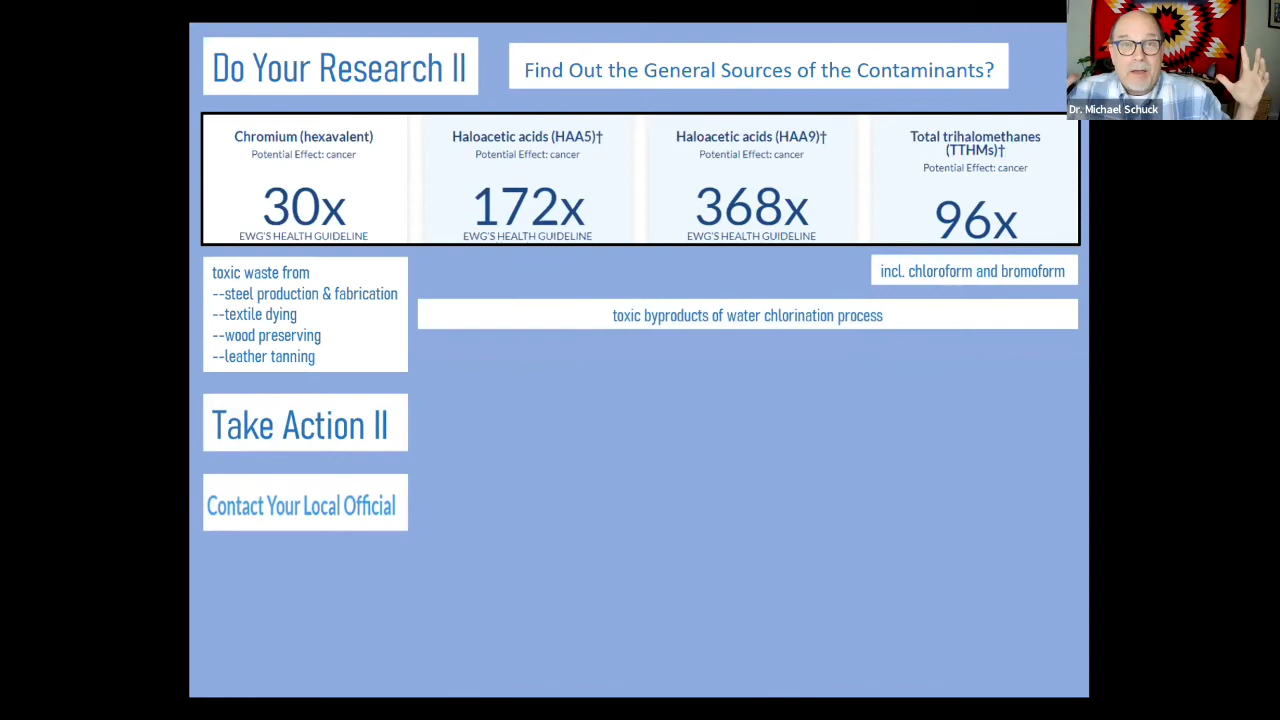 Do Your Research II
Find Out the General Sources of the Contaminants?
Dr. Michael Schuck
Chromium (hexavalent)
Potential Effect: cancer
30x
EWG'S HEALTH GUIDELINE
Haloacetic acids (HAA5)†
Potential Effect: cancer
172x
EWG'S HEALTH GUIDELINE
Haloacetic acids (HAA9)†
Potential Effect: cancer
368x
EWG'S HEALTH GUIDELINE
Total trihalomethanes
(TTHMs)†
Potential Effect: cancer
96x
toxic waste from
--steel production & fabrication
--textile dying
--wood preserving
--leather tanning
incl. chloroform and bromoform
toxic byproducts of water chlorination process
Take Action II
Contact Your Local Official